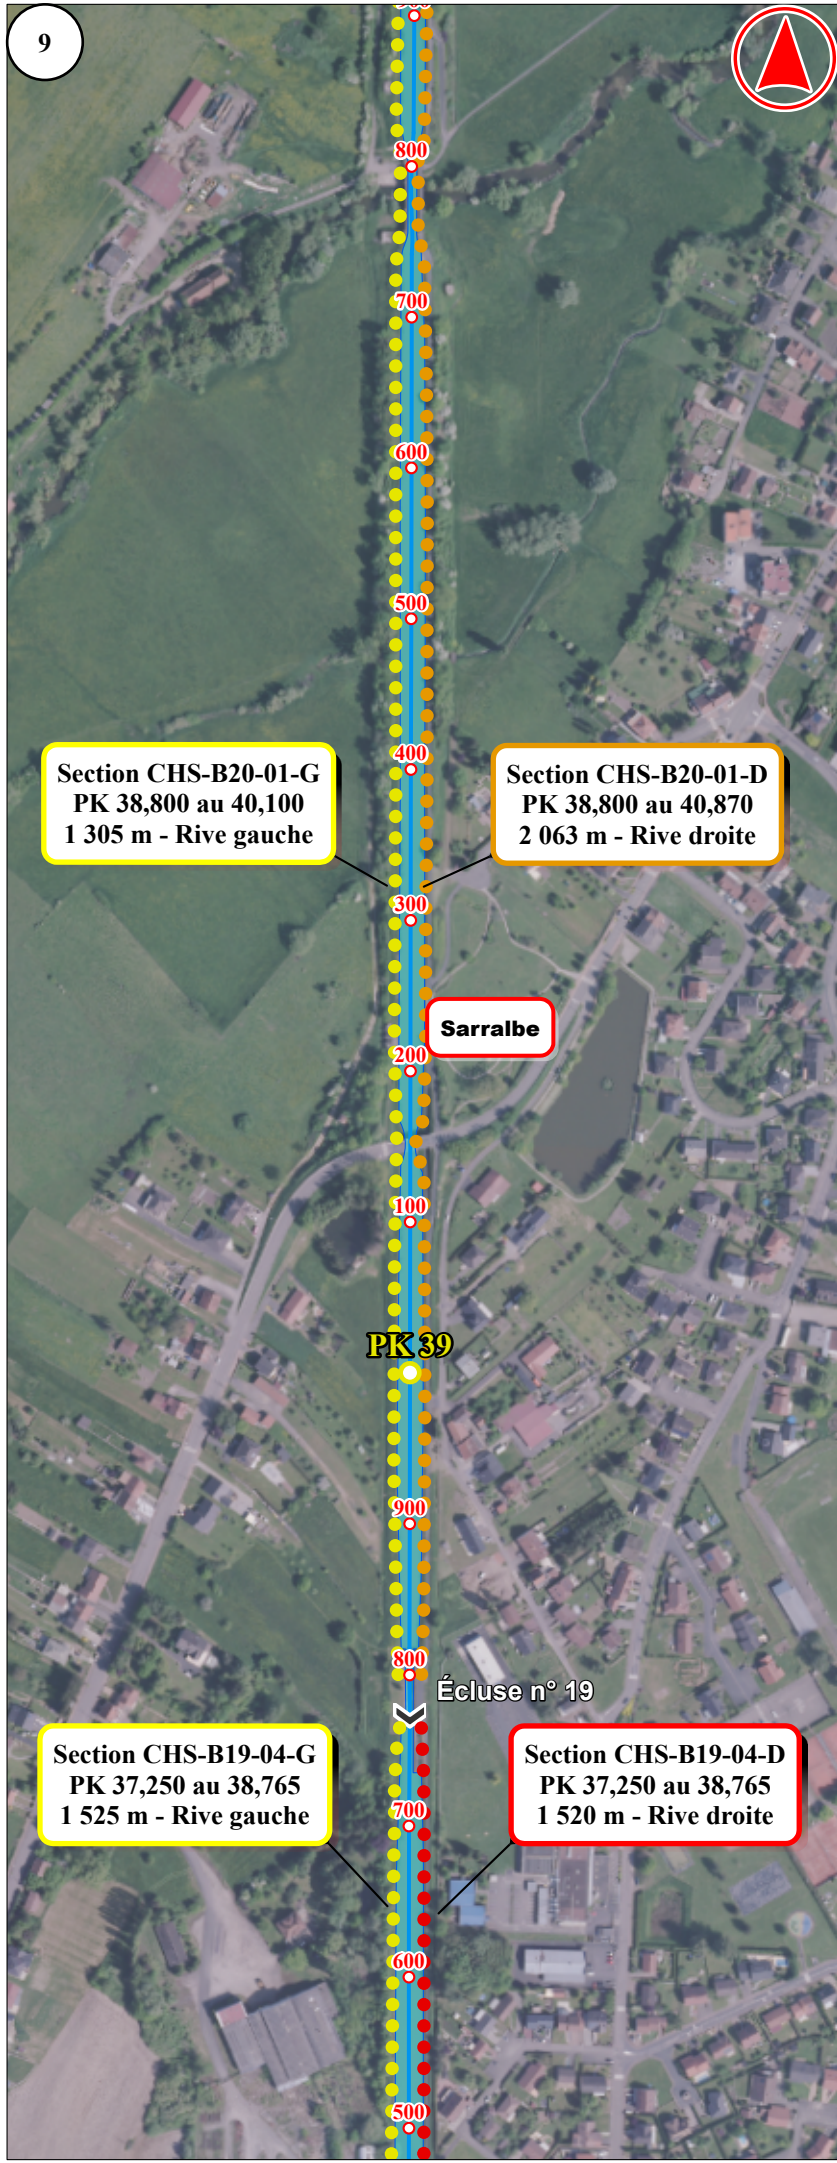 9
900
800
700
600
500
400
Section CHS-B20-01-G
PK 38,800 au 40,100
1 305 m - Rive gauche
Section CHS-B20-01-D
PK 38,800 au 40,870
2 063 m - Rive droite
300
Sarralbe
200
100
PK 39
900
800
Écluse n° 19
Section CHS-B19-04-G
PK 37,250 au 38,765
1 525 m - Rive gauche
Section CHS-B19-04-D
PK 37,250 au 38,765
1 520 m - Rive droite
700
600
500